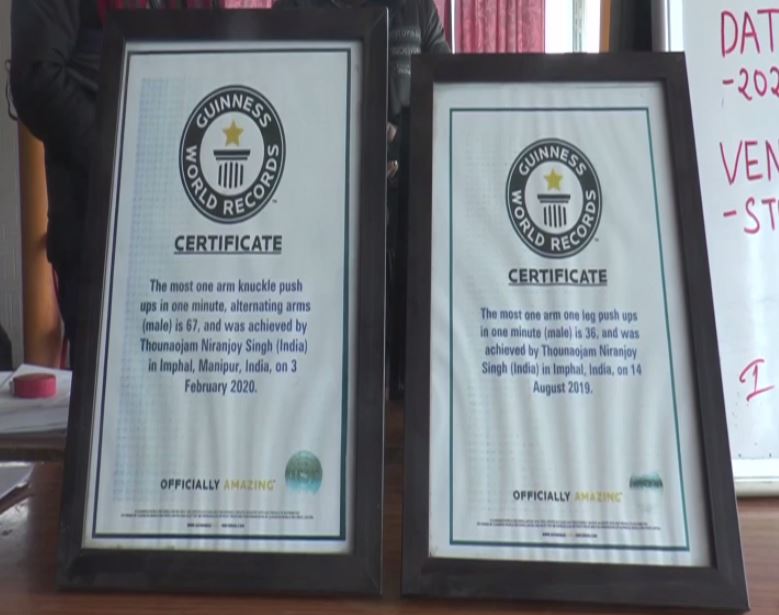 GUINNESS
WORLD RECORDS
CERTIFICATE
The most one arm knuckle push
ups in one minute, alternating arms
(male) is 67, and was achieved by
Thounaojam Niranjoy Singh (India)
in Imphal, Manipur, India, on 3
February 2020.
OFFICIALLY AMAZING
GUINNESS
WORLD RECORDS
CERTIFICATE
The most one arm one leg push ups
in one minute (male) is 36, and was
achieved by Thounaojam Niranjoy
Singh (India) in Imphal, India, on 14
August 2019.
OFFICIALLY AMAZING
DAT
-202
VEN
-ST
I